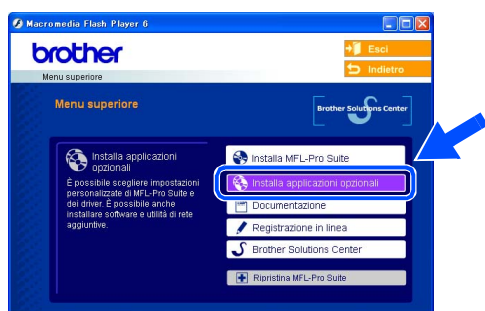 Macromedia Flash Player 6
brother
Esci
Menu superiore
Indietro
Menu superiore
Brother Solutions Center
Installa applicazioni
opzionali
È possibile scegliere impostazioni
personalizzate di MFL-Pro Suite e
dei driver. È possibile anche
installare software e utilità di rete
aggiuntive.
Installa MFL-Pro Suite
Installa applicazioni opzionali
Documentazione
Registrazione in linea
Brother Solutions Center
Ripristina MFL-Pro Suite